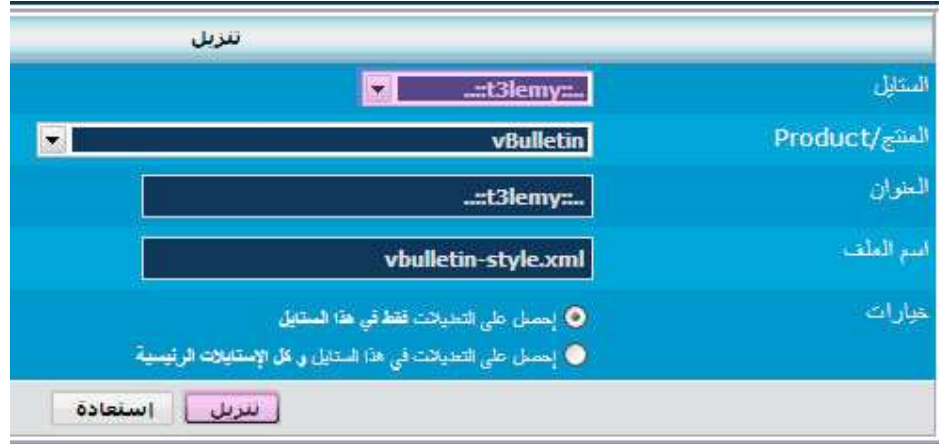 تنزيل
الستايل
..::t3lemy::..
المنتج/Product
vBulletin
العنوان
..::t3lemy::..
اسم الملف
vbulletin-style.xml
خيارات
إحصل على التعديلات فقط في هذا الستايل
إحصل على التعديلات في هذا الستايل و كل الإستايلات الرئيسية
تنزيل
استعادة